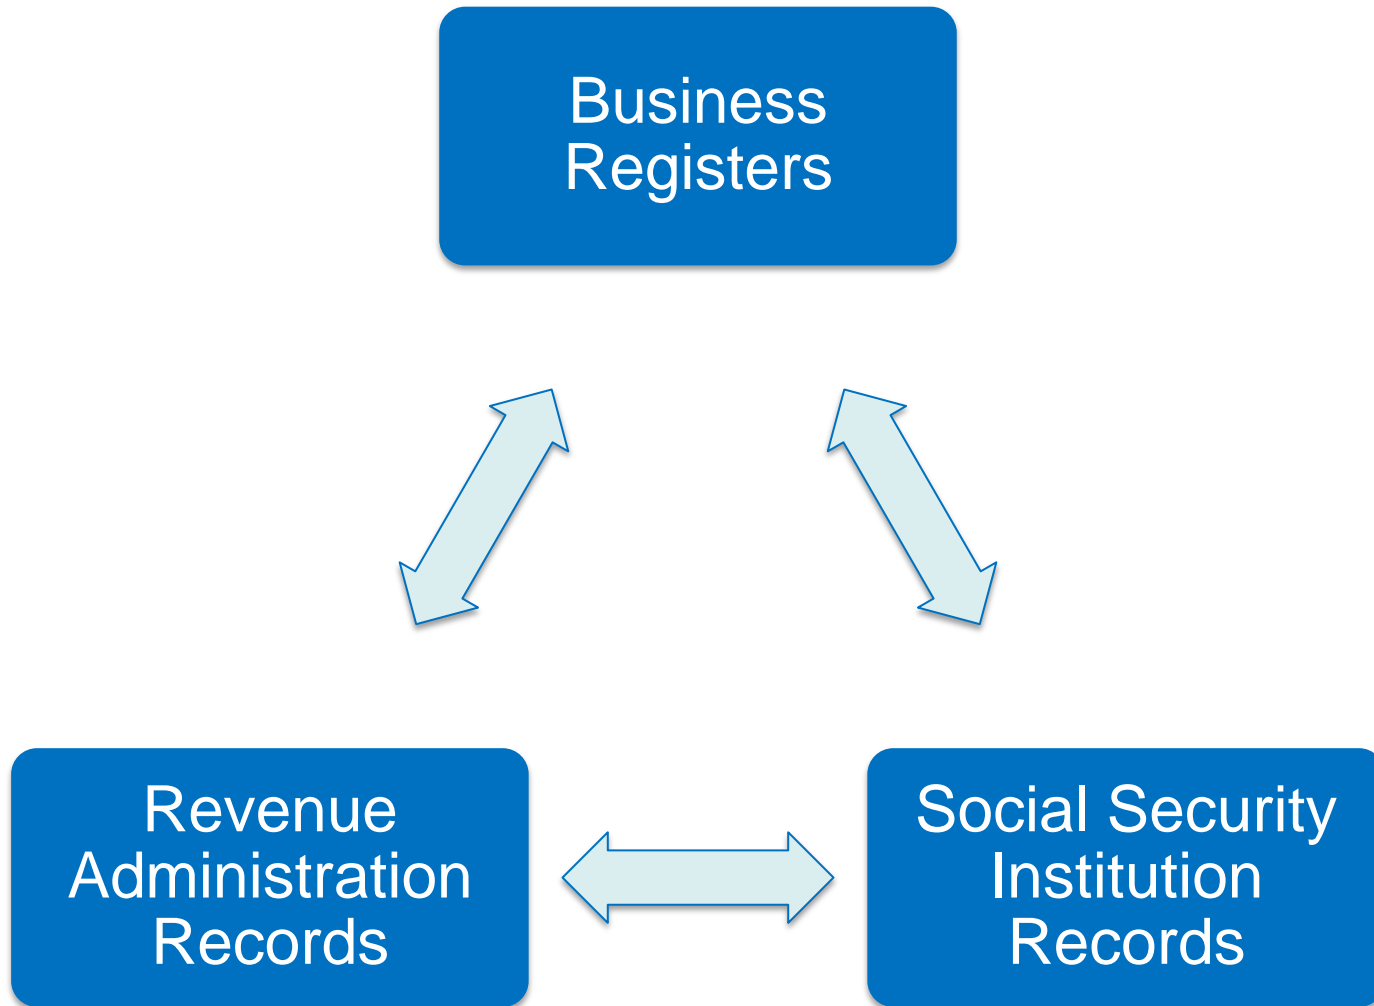 Business
Registers
Revenue
Administration
Records
Social Security
Institution
Records